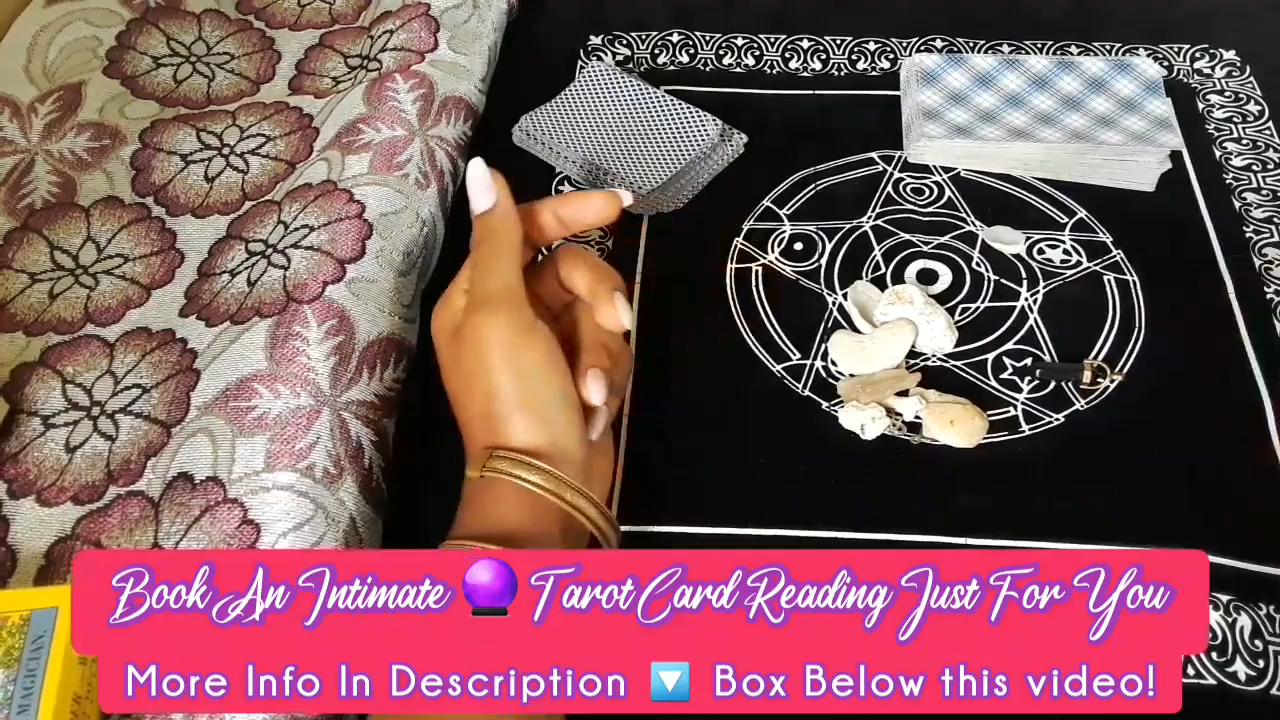 Book An Intimate 🔮 Tarot Card Reading Just For You
More Info In Description 🔽 Box Below this video!
MAGICIAN.